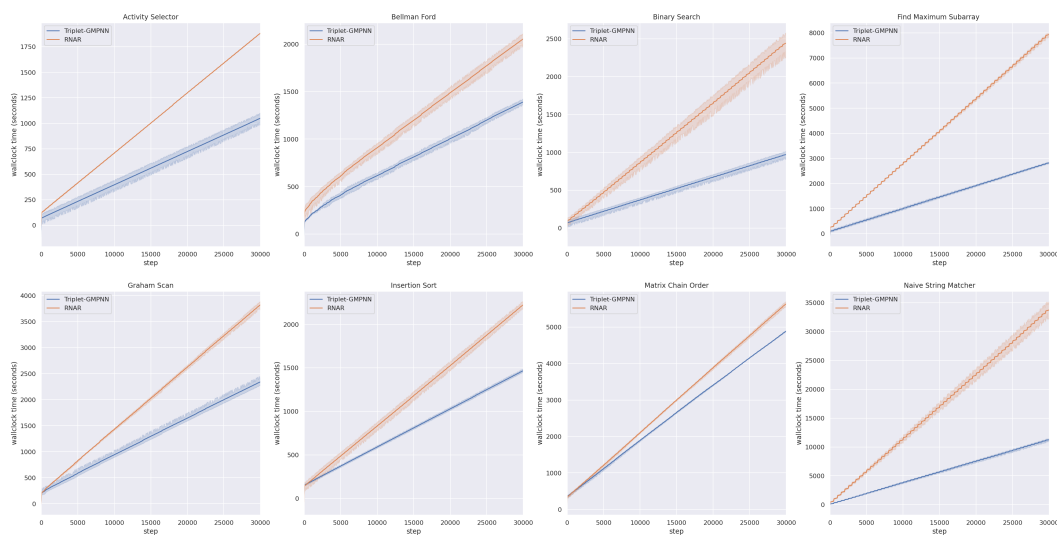 Activity Selector
Triplet-GMPNN
RNAR
wallclock time (seconds)
1750
1500
1250
1000
750
500
250
0
0 5000 10000 15000 20000 25000 30000
step
Bellman Ford
Triplet-GMPNN
RNAR
wallclock time (seconds)
2000
1500
1000
500
0
0 5000 10000 15000 20000 25000 30000
step
Binary Search
Triplet-GMPNN
RNAR
wallclock time (seconds)
2500
2000
1500
1000
500
0
0 5000 10000 15000 20000 25000 30000
step
Find Maximum Subarray
Triplet-GMPNN
RNAR
wallclock time (seconds)
8000
7000
6000
5000
4000
3000
2000
1000
0
0 5000 10000 15000 20000 25000 30000
step
Graham Scan
Triplet-GMPNN
RNAR
wallclock time (seconds)
4000
3500
3000
2500
2000
1500
1000
500
0
0 5000 10000 15000 20000 25000 30000
step
Insertion Sort
Triplet-GMPNN
RNAR
wallclock time (seconds)
2000
1500
1000
500
0
0 5000 10000 15000 20000 25000 30000
step
Matrix Chain Order
Triplet-GMPNN
RNAR
wallclock time (seconds)
5000
4000
3000
2000
1000
0
0 5000 10000 15000 20000 25000 30000
step
Naive String Matcher
Triplet-GMPNN
RNAR
wallclock time (seconds)
35000
30000
25000
20000
15000
10000
5000
0
0 5000 10000 15000 20000 25000 30000
step